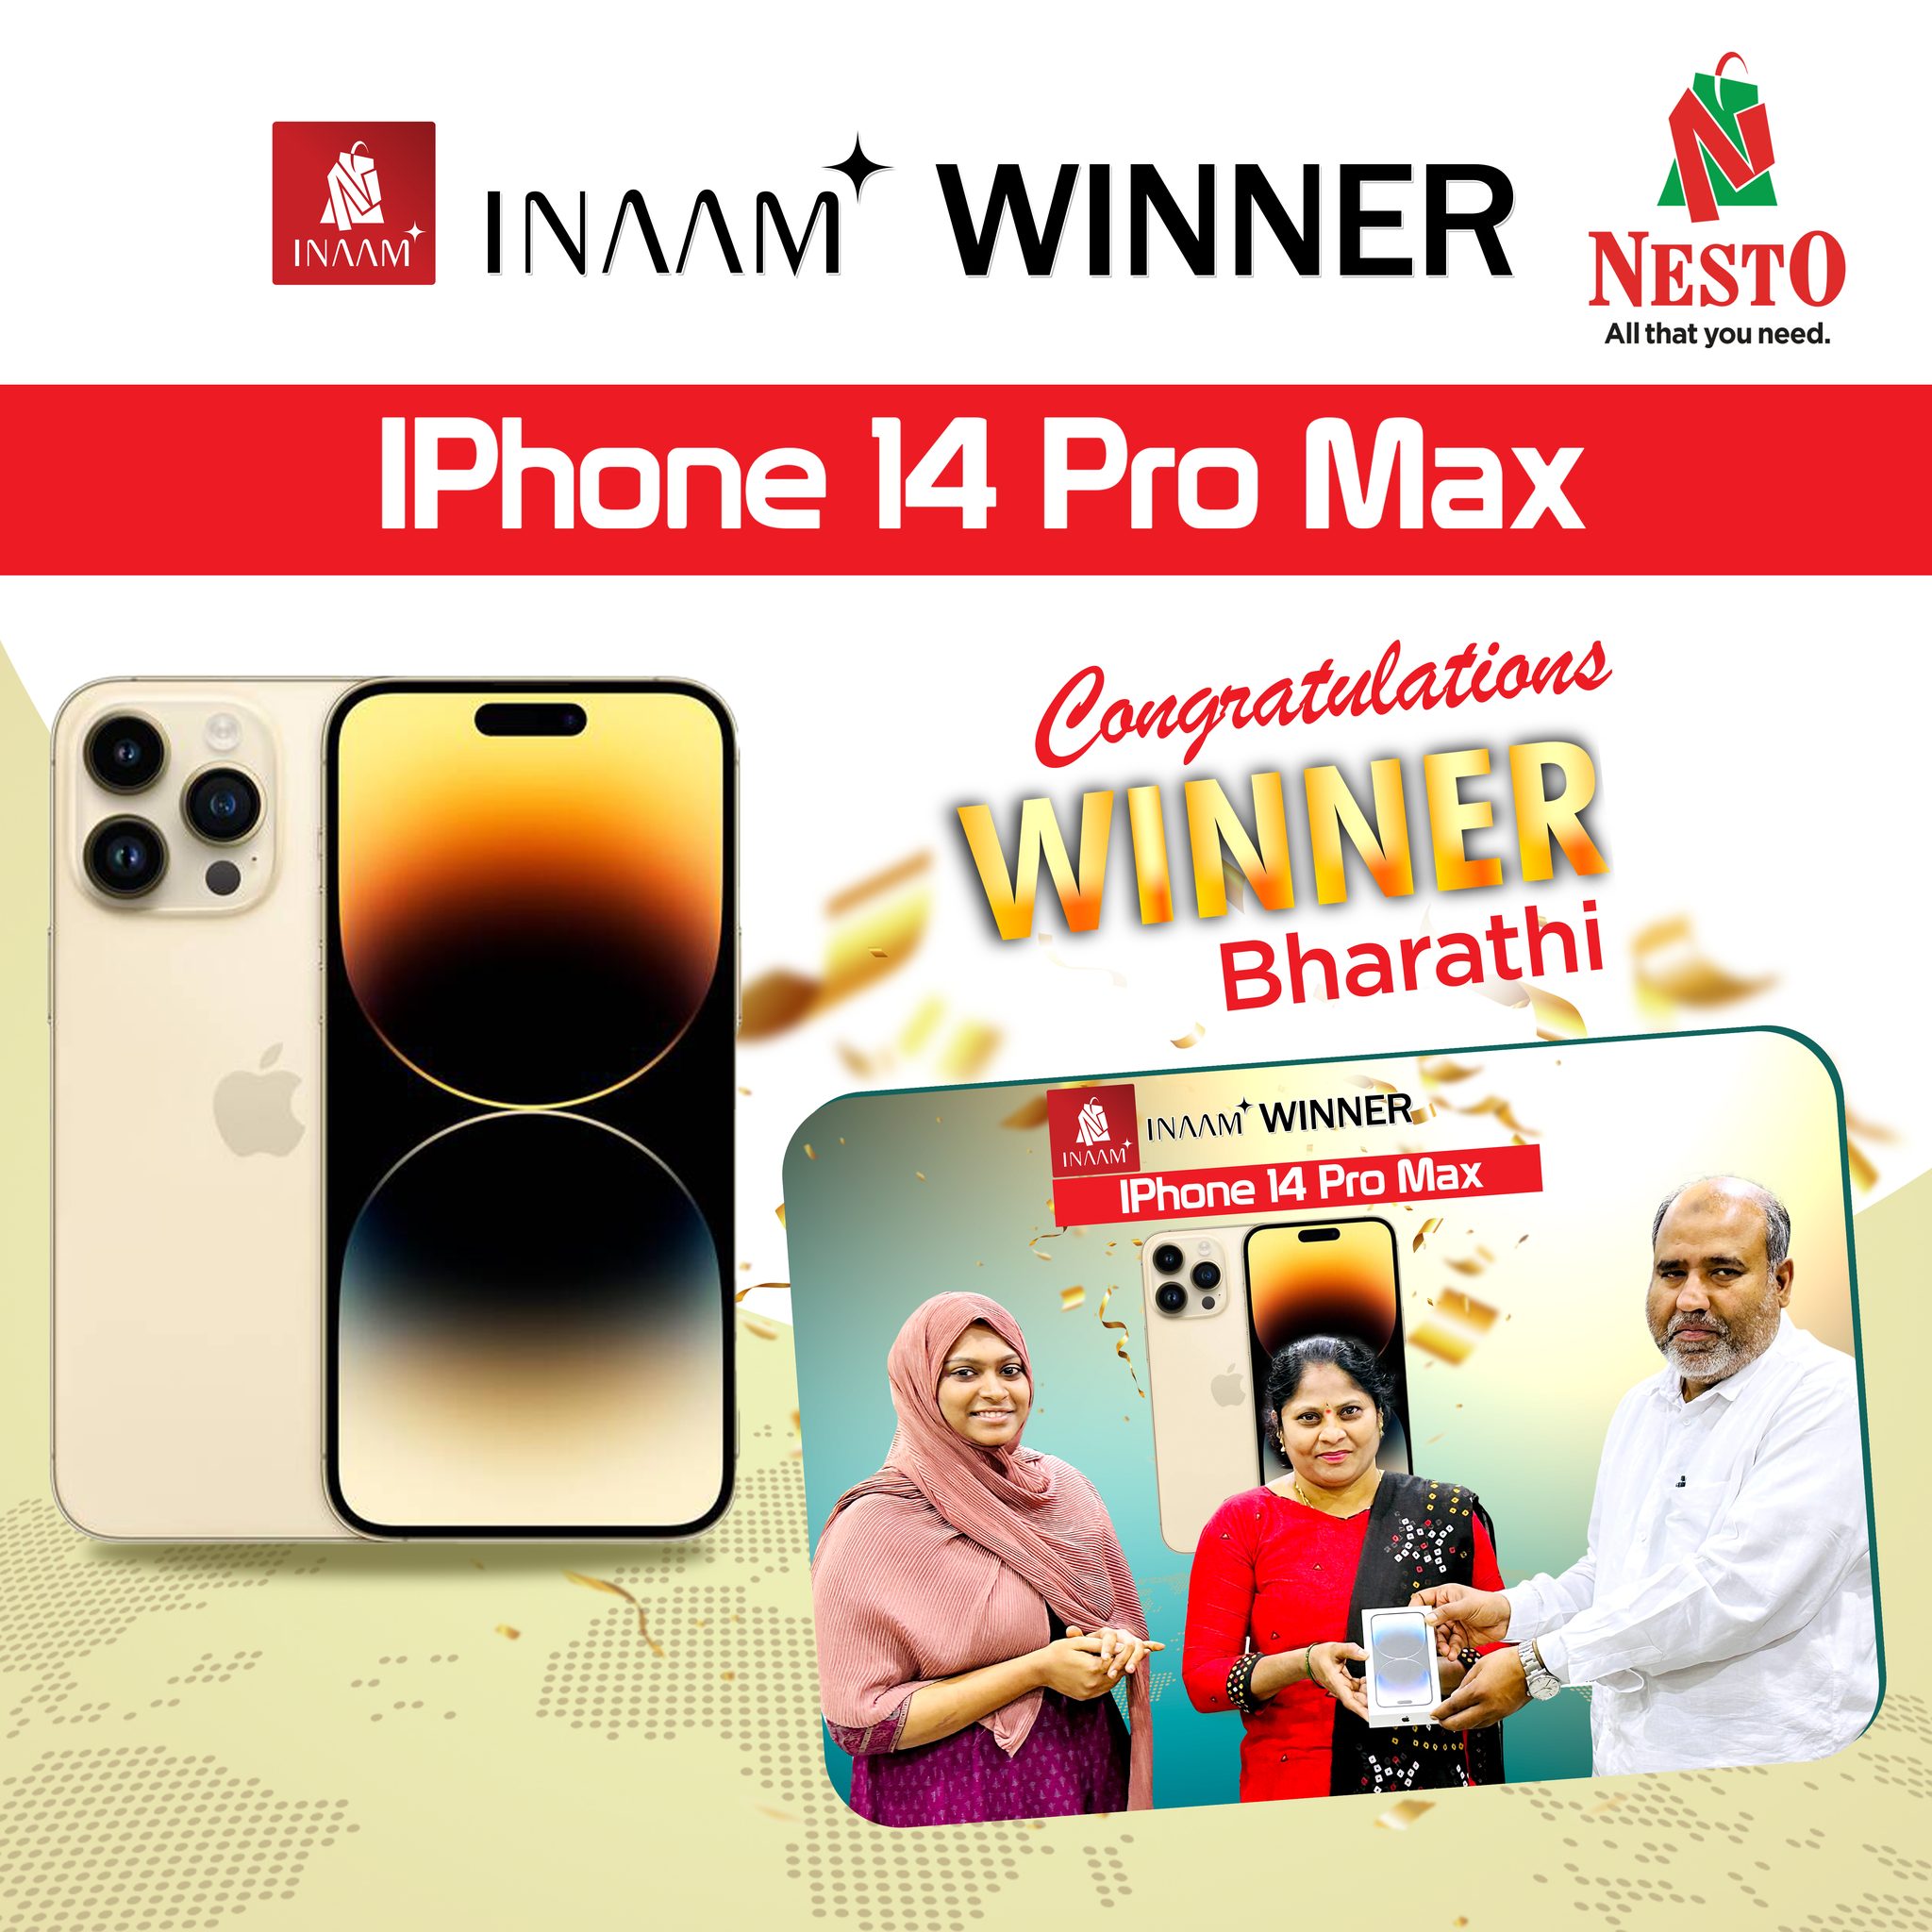 INAAM
INAAM WINNER
NESTO
All that you need.
IPhone 14 Pro Max
Congratulations
WINNER
Bharathi
INAAM
INAAM WINNER
IPhone 14 Pro Max